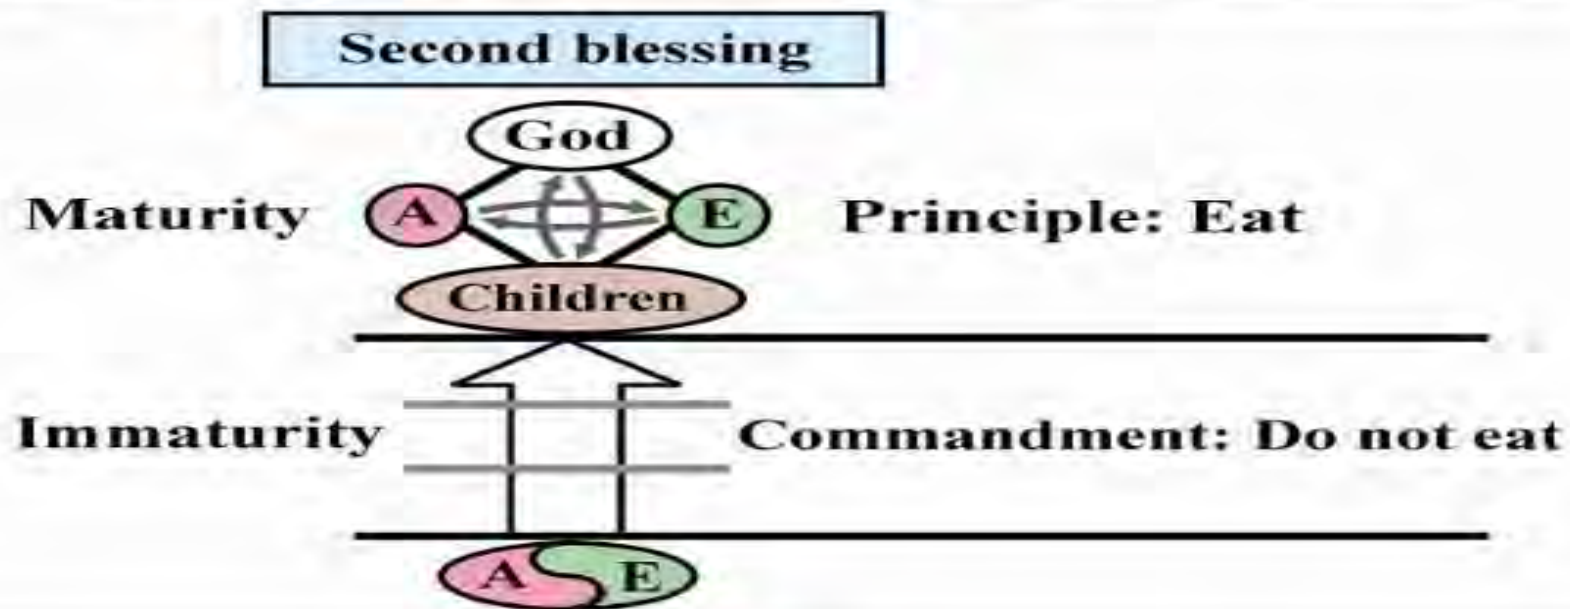 Second blessing
God
Maturity A E Principle: Eat
Children
Immaturity Commandment: Do not eat
A E